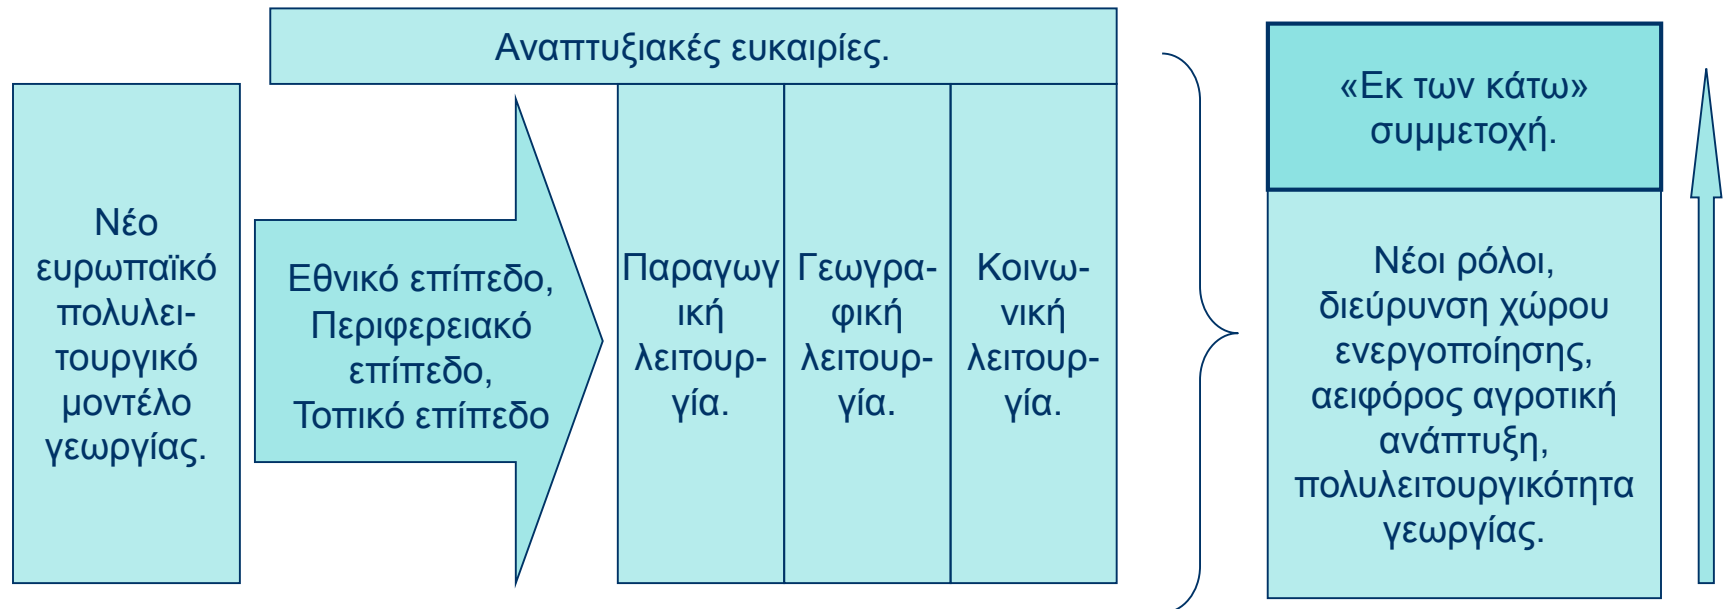 Αναπτυξιακές ευκαιρίες.
Νέο
ευρωπαϊκό
πολυλει-
τουργικό
μοντέλο
γεωργίας.
Εθνικό επίπεδο,
Περιφερειακό
επίπεδο,
Τοπικό επίπεδο
Παραγωγ
ική
λειτουρ-
γία.
Γεωγρα-
φική
λειτουρ-
γία.
Κοινω-
νική
λειτουρ-
γία.
«Εκ των κάτω»
συμμετοχή.
Νέοι ρόλοι,
διεύρυνση χώρου
ενεργοποίησης,
αειφόρος αγροτική
ανάπτυξη,
πολυλειτουργικότητα
γεωργίας.